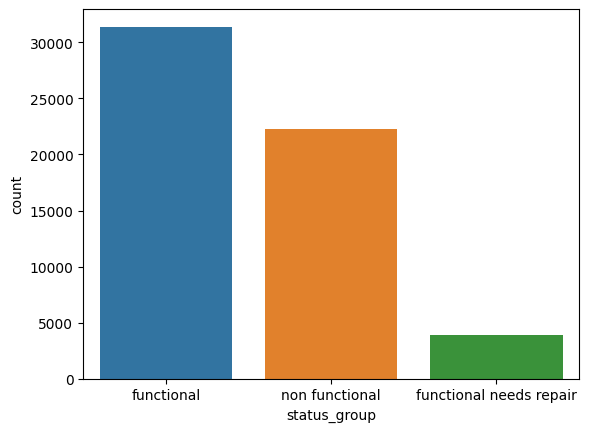 30000
25000
20000
15000
10000
5000
0
count
functional
non functional
functional needs repair
status_group